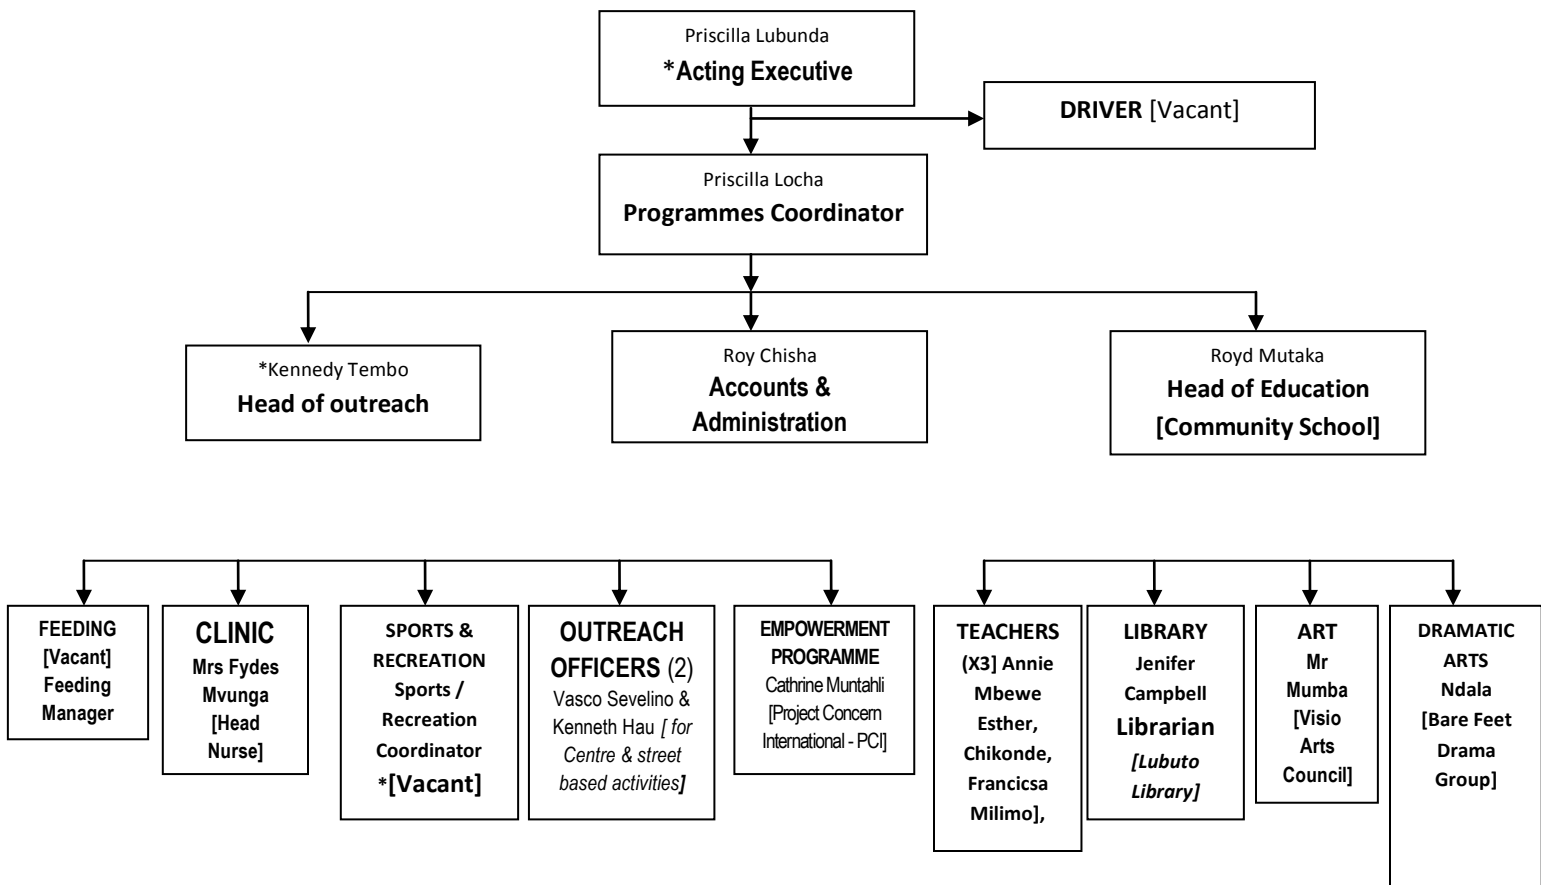 Priscilla Lubunda
*Acting Executive
DRIVER [Vacant]
Priscilla Locha
Programmes Coordinator
*Kennedy Tembo
Head of outreach
Roy Chisha
Accounts &
Administration
Royd Mutaka
Head of Education
[Community School]
FEEDING
[Vacant]
Feeding
Manager
CLINIC
Mrs Fydes
Mvunga
[Head
Nurse]
SPORTS &
RECREATION
Sports /
Recreation
Coordinator
*[Vacant]
OUTREACH
OFFICERS (2)
Vasco Sevelino &
Kenneth Hau [ for
Centre & street
based activities]
EMPOWERMENT
PROGRAMME
Cathrine Muntahli
[Project Concern
International - PCI]
TEACHERS
(X3] Annie
Mbewe
Esther,
Chikonde,
Francicsa
Milimo],
LIBRARY
Jenifer
Campbell
Librarian
[Lubuto
Library]
ART
Mr
Mumba
[Visio
Arts
Council]
DRAMATIC
ARTS
Ndala
[Bare Feet
Drama
Group]